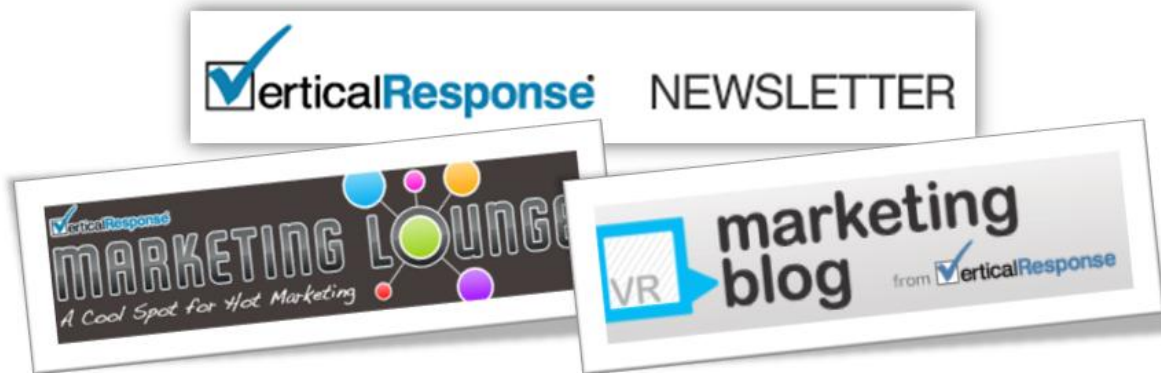 VerticalResponse NEWSLETTER
VerticalResponse
MARKETING LOUNGE
A Cool Spot for Hot Marketing
VR
marketing
blog
from VerticalResponse